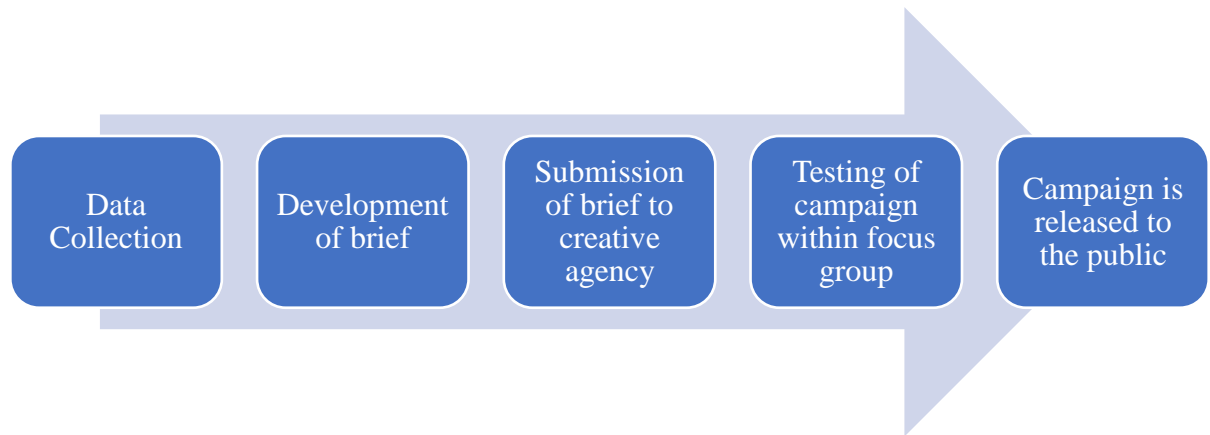 Data
Collection
Development
of brief
Submission
of brief to
creative
agency
Testing of
campaign
within focus
group
Campaign is
released to
the public